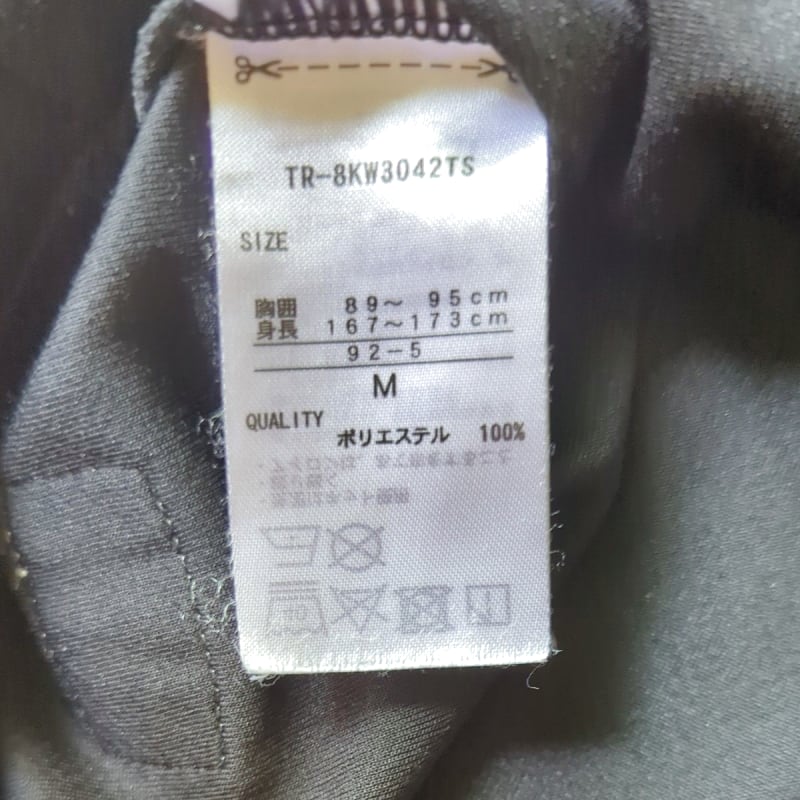 TR-8KW3042TS
SIZE
胸囲 89〜 95cm
身長 167〜173cm
92-5
M
QUALITY
ポリエステル 100%